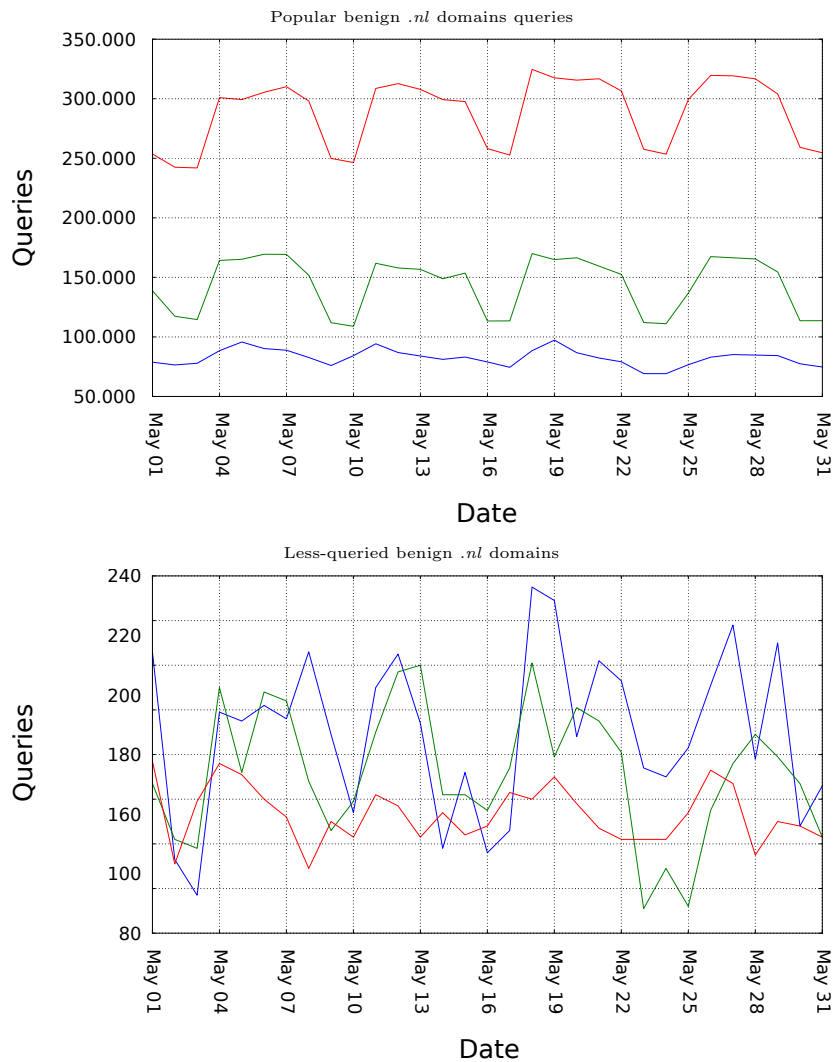 Popular benign .nl domains queries
350.000
300.000
250.000
200.000
150.000
100.000
50.000
Queries
May 01
May 04
May 07
May 10
May 13
May 16
May 19
May 22
May 25
May 28
May 31
Date
Less-queried benign .nl domains
240
220
200
180
160
100
80
Queries
May 01
May 04
May 07
May 10
May 13
May 16
May 19
May 22
May 25
May 28
May 31
Date